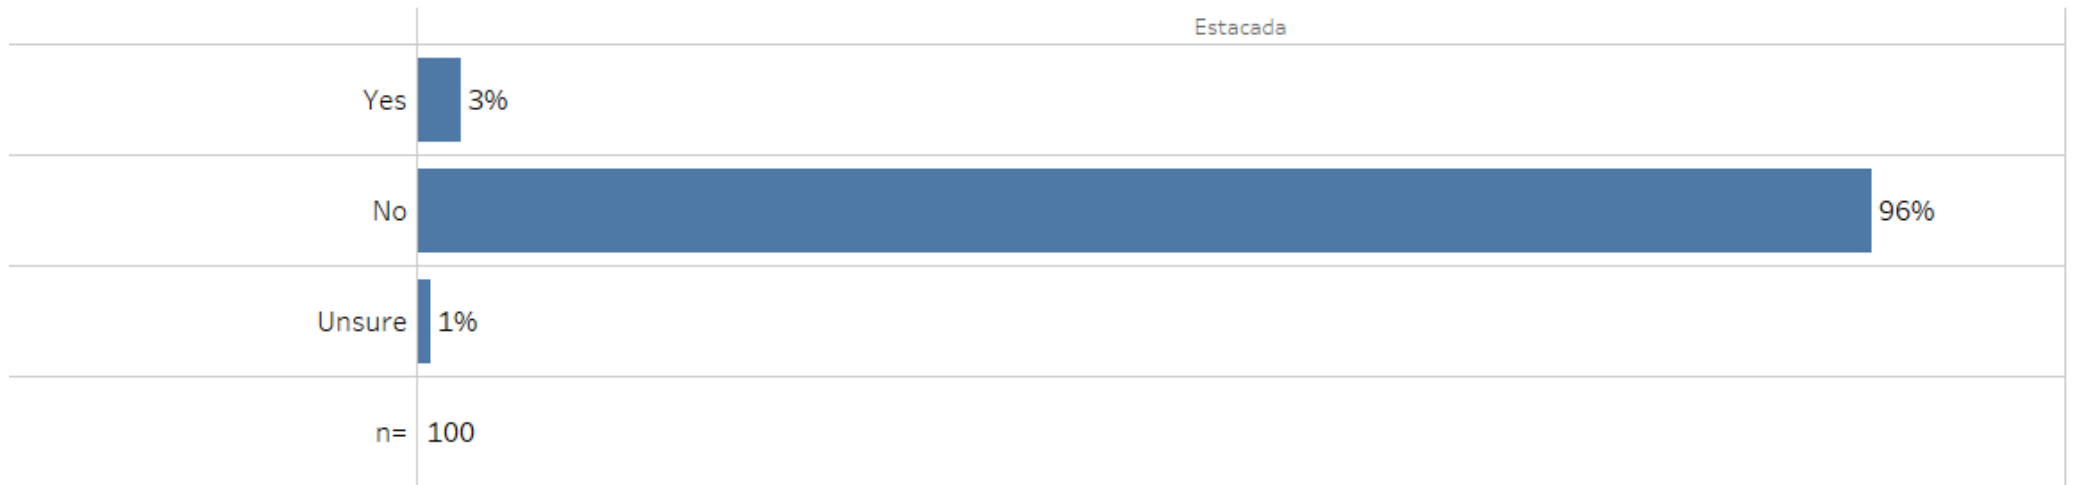 Estacada
Yes 3%
No 96%
Unsure 1%
n= 100